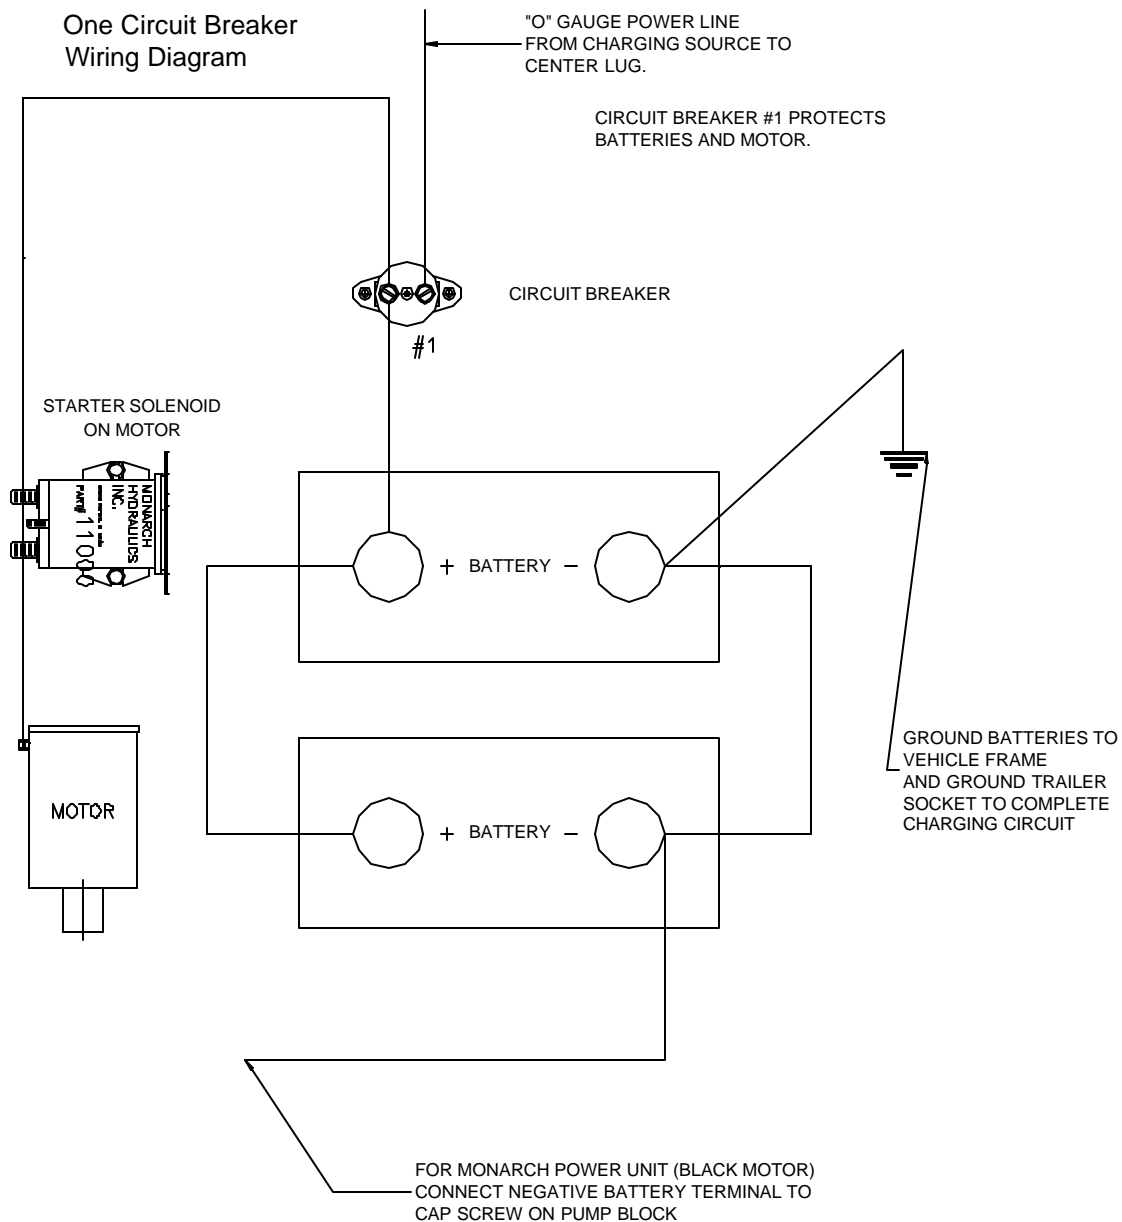 One Circuit Breaker
Wiring Diagram
"O" GAUGE POWER LINE
FROM CHARGING SOURCE TO
CENTER LUG.
CIRCUIT BREAKER #1 PROTECTS
BATTERIES AND MOTOR.
CIRCUIT BREAKER
#1
STARTER SOLENOID
ON MOTOR
MONARCH
HYDRAULICS
INC.
PART# 11000
+ BATTERY -
GROUND BATTERIES TO
VEHICLE FRAME
AND GROUND TRAILER
SOCKET TO COMPLETE
CHARGING CIRCUIT
MOTOR
+ BATTERY -
FOR MONARCH POWER UNIT (BLACK MOTOR)
CONNECT NEGATIVE BATTERY TERMINAL TO
CAP SCREW ON PUMP BLOCK